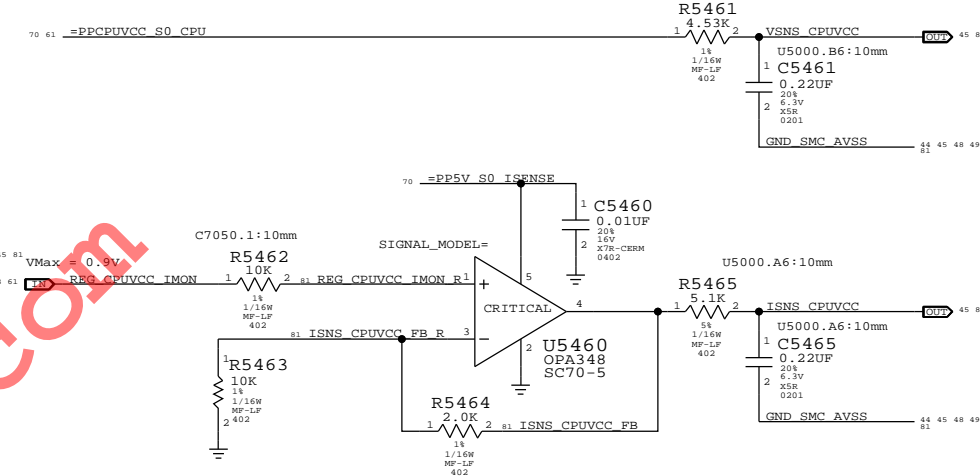 R5461
4.53K
70 61 =PPCPUVCC_S0_CPU
1 2
VSNS_CPUVCC
OUT
45 8
1%
1/16W
MF-LF
402
U5000.B6:10mm
1
C5461
0.22UF
20%
6.3V
X5R
0201
2
GND_SMC_AVSS
44 45 48 49
81
70 =PP5V_S0_ISENSE
1
C5460
0.01UF
20%
16V
X7R-CERM
0402
2
C7050.1:10mm
SIGNAL_MODEL=
81
VMax = 0.9V
R5462
10K
61
IN
REG_CPUVCC_IMON
1 2
81 REG_CPUVCC_IMON_R
1%
1/16W
MF-LF
402
1
+
5
CRITICAL
4
81 ISNS_CPUVCC_FB_R
3
-
2
U5460
OPA348
SC70-5
U5000.A6:10mm
R5465
5.1K
1 2
ISNS_CPUVCC
OUT
45 8
5%
1/16W
MF-LF
402
U5000.A6:10mm
1
C5465
0.22UF
20%
6.3V
X5R
0201
2
GND_SMC_AVSS
44 45 48 49
81
1
R5463
10K
1%
1/16W
MF-LF
402
2
R5464
2.0K
1 2
81 ISNS_CPUVCC_FB
1%
1/16W
MF-LF
402
com